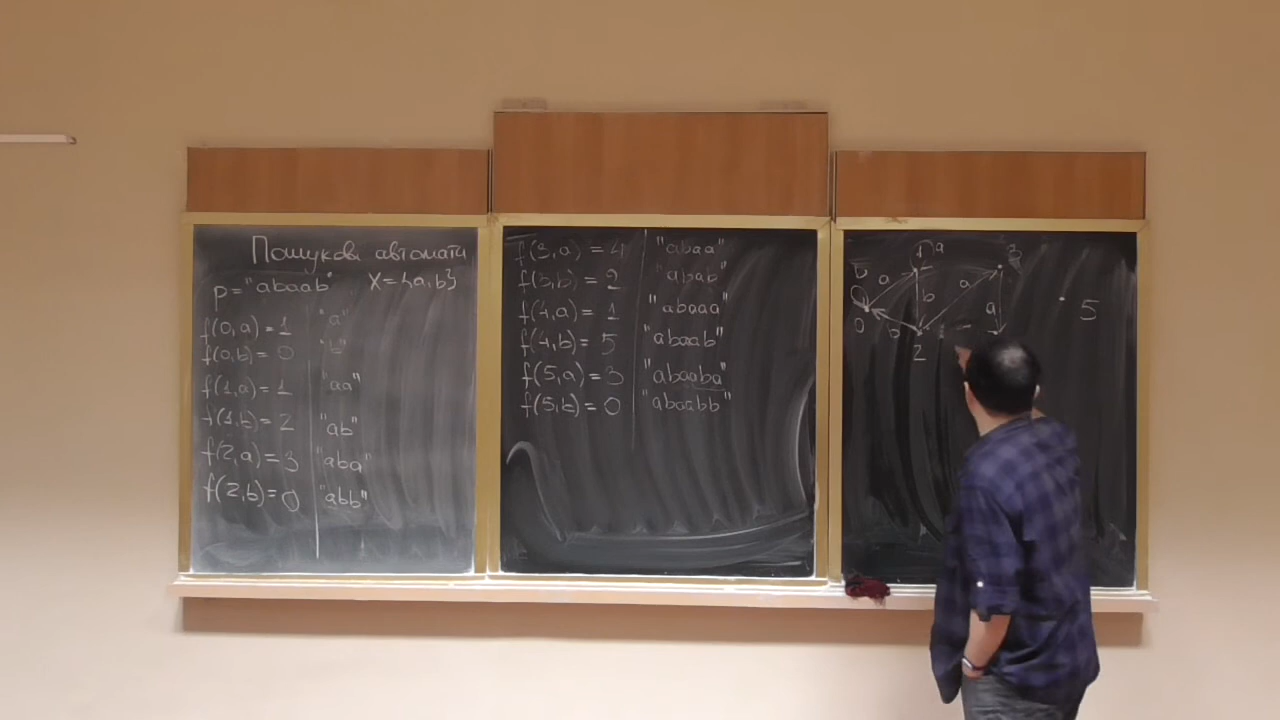 Пошукові автомати
p="abaab" X={a,b}
f(0,a)=1 "a"
f(0,b)=0 "b"
f(1,a)=1 "aa"
f(1,b)=2 "ab"
f(2,a)=3 "aba"
f(2,b)=0 "abb"
f(3,a)=4 "abaa"
f(3,b)=2 "abab"
f(4,a)=1 "abaaa"
f(4,b)=5 "abaab"
f(5,a)=3 "abaaba"
f(5,b)=0 "abaabb"
1 a 3
b a b a a 5
0 b 2